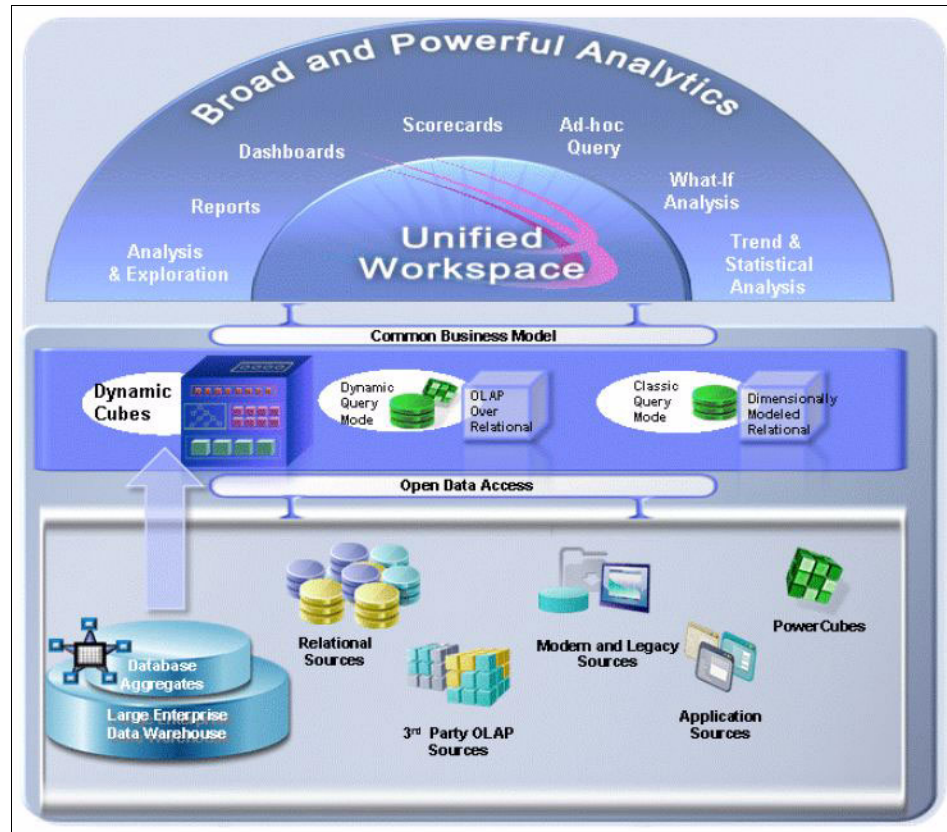 Broad and Powerful Analytics
Scorecards
Ad-hoc
Query
Dashboards
What-If
Analysis
Reports
Analysis
& Exploration
Trend &
Statistical
Analysis
Unified
Workspace
Common Business Model
Dynamic
Cubes
Dynamic
Query
Mode
OLAP
Over
Relational
Classic
Query
Mode
Dimensionally
Modeled
Relational
Open Data Access
Relational
Sources
Modern and Legacy
Sources
PowerCubes
Database
Aggregates
Large Enterprise
Data Warehouse
3rd Party OLAP
Sources
Application
Sources